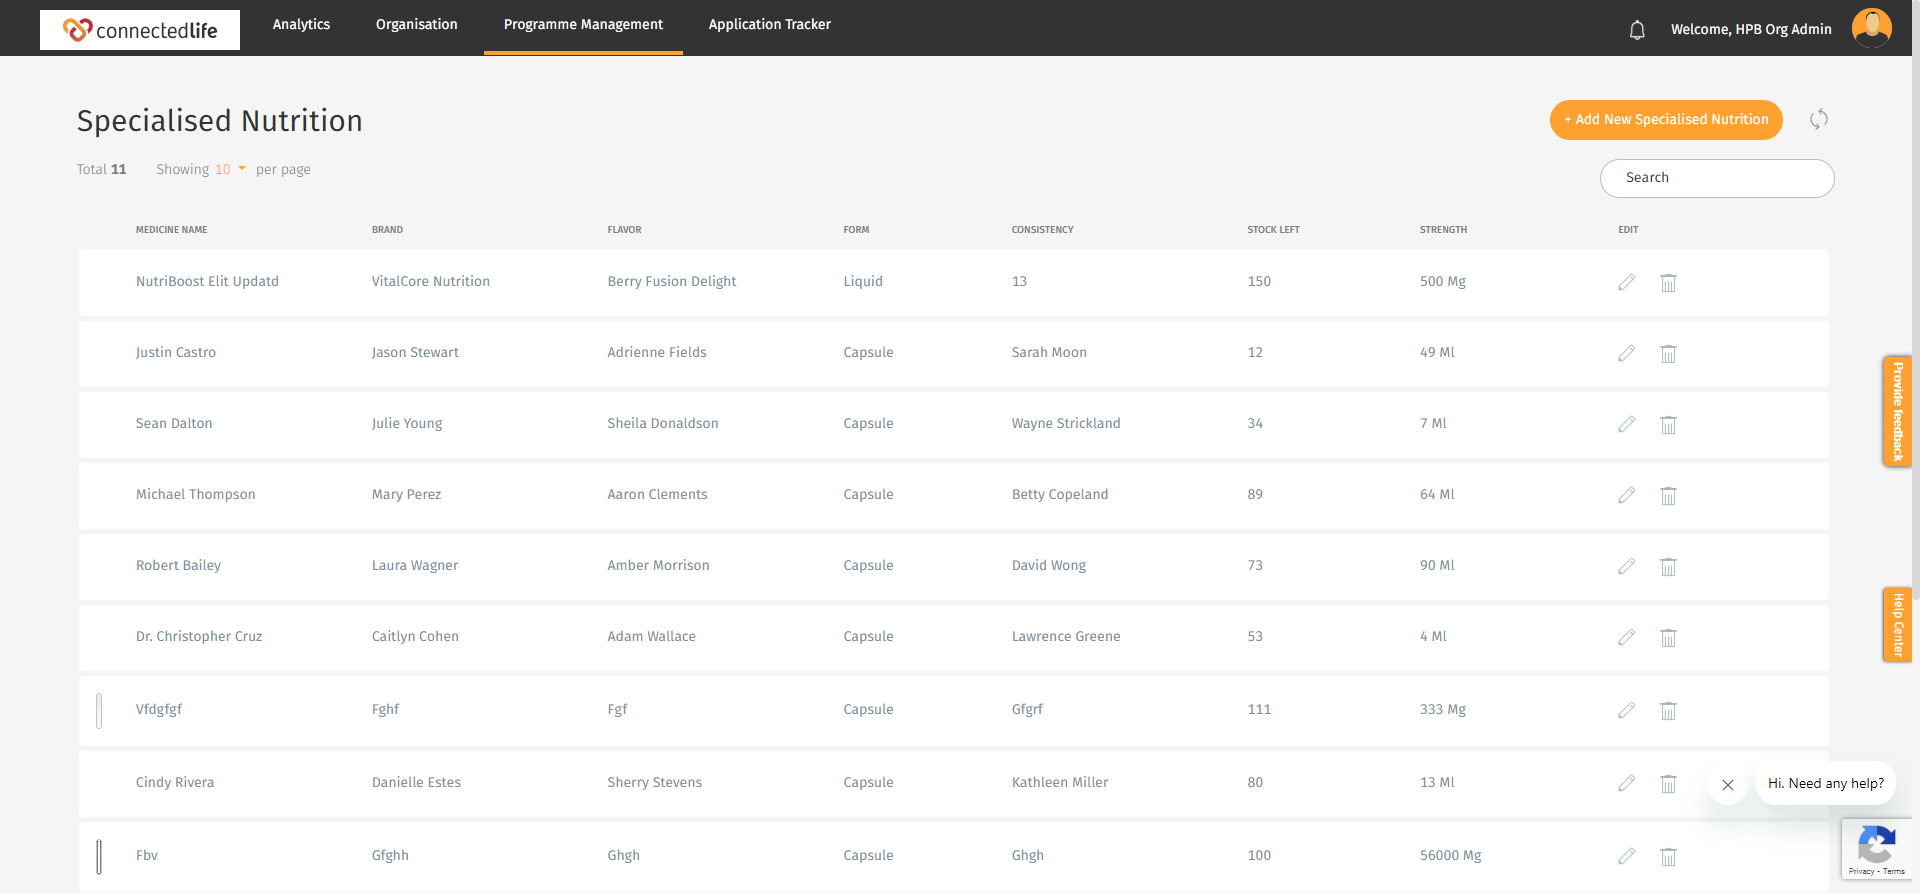 connectedlife
Analytics
Organisation
Programme Management
Application Tracker
Welcome, HPB Org Admin
Specialised Nutrition
+ Add New Specialised Nutrition
Total 11 Showing 10 per page
Search
MEDICINE NAME BRAND FLAVOR FORM CONSISTENCY STOCK LEFT STRENGTH EDIT
NutriBoost Elit Updatd VitalCore Nutrition Berry Fusion Delight Liquid 13 150 500 Mg
Justin Castro Jason Stewart Adrienne Fields Capsule Sarah Moon 12 49 Ml
Sean Dalton Julie Young Sheila Donaldson Capsule Wayne Strickland 34 7 Ml
Michael Thompson Mary Perez Aaron Clements Capsule Betty Copeland 89 64 Ml
Robert Bailey Laura Wagner Amber Morrison Capsule David Wong 73 90 Ml
Dr. Christopher Cruz Caitlyn Cohen Adam Wallace Capsule Lawrence Greene 53 4 Ml
Vfdgfgf Fghf Fgf Capsule Gfgrf 111 333 Mg
Cindy Rivera Danielle Estes Sherry Stevens Capsule Kathleen Miller 80 13 Ml
Fbv Gfghh Ghgh Capsule Ghgh 100 56000 Mg
Provide feedback
Help Center
Hi. Need any help?
Privacy - Terms